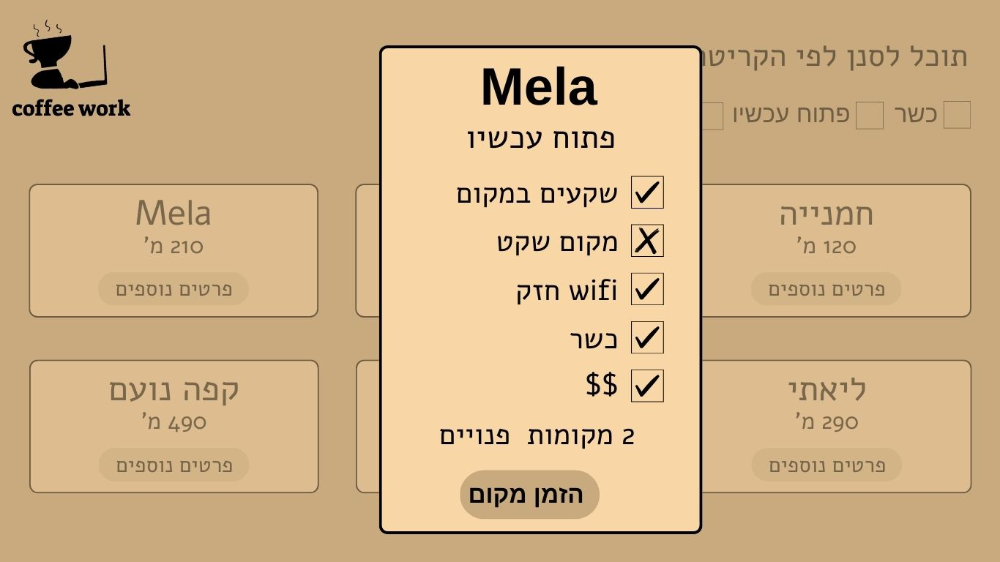 coffee work
תוכל לסנן לפי הקריטר
כשר
פתוח עכשיו
Mela
פתוח עכשיו
שקעים במקום
מקום שקט
wifi חזק
כשר
$$
2 מקומות פנויים
הזמן מקום
חמנייה
120 מ'
פרטים נוספים
Mela
210 מ'
פרטים נוספים
ליאתי
290 מ'
פרטים נוספים
קפה נועם
490 מ'
פרטים נוספים